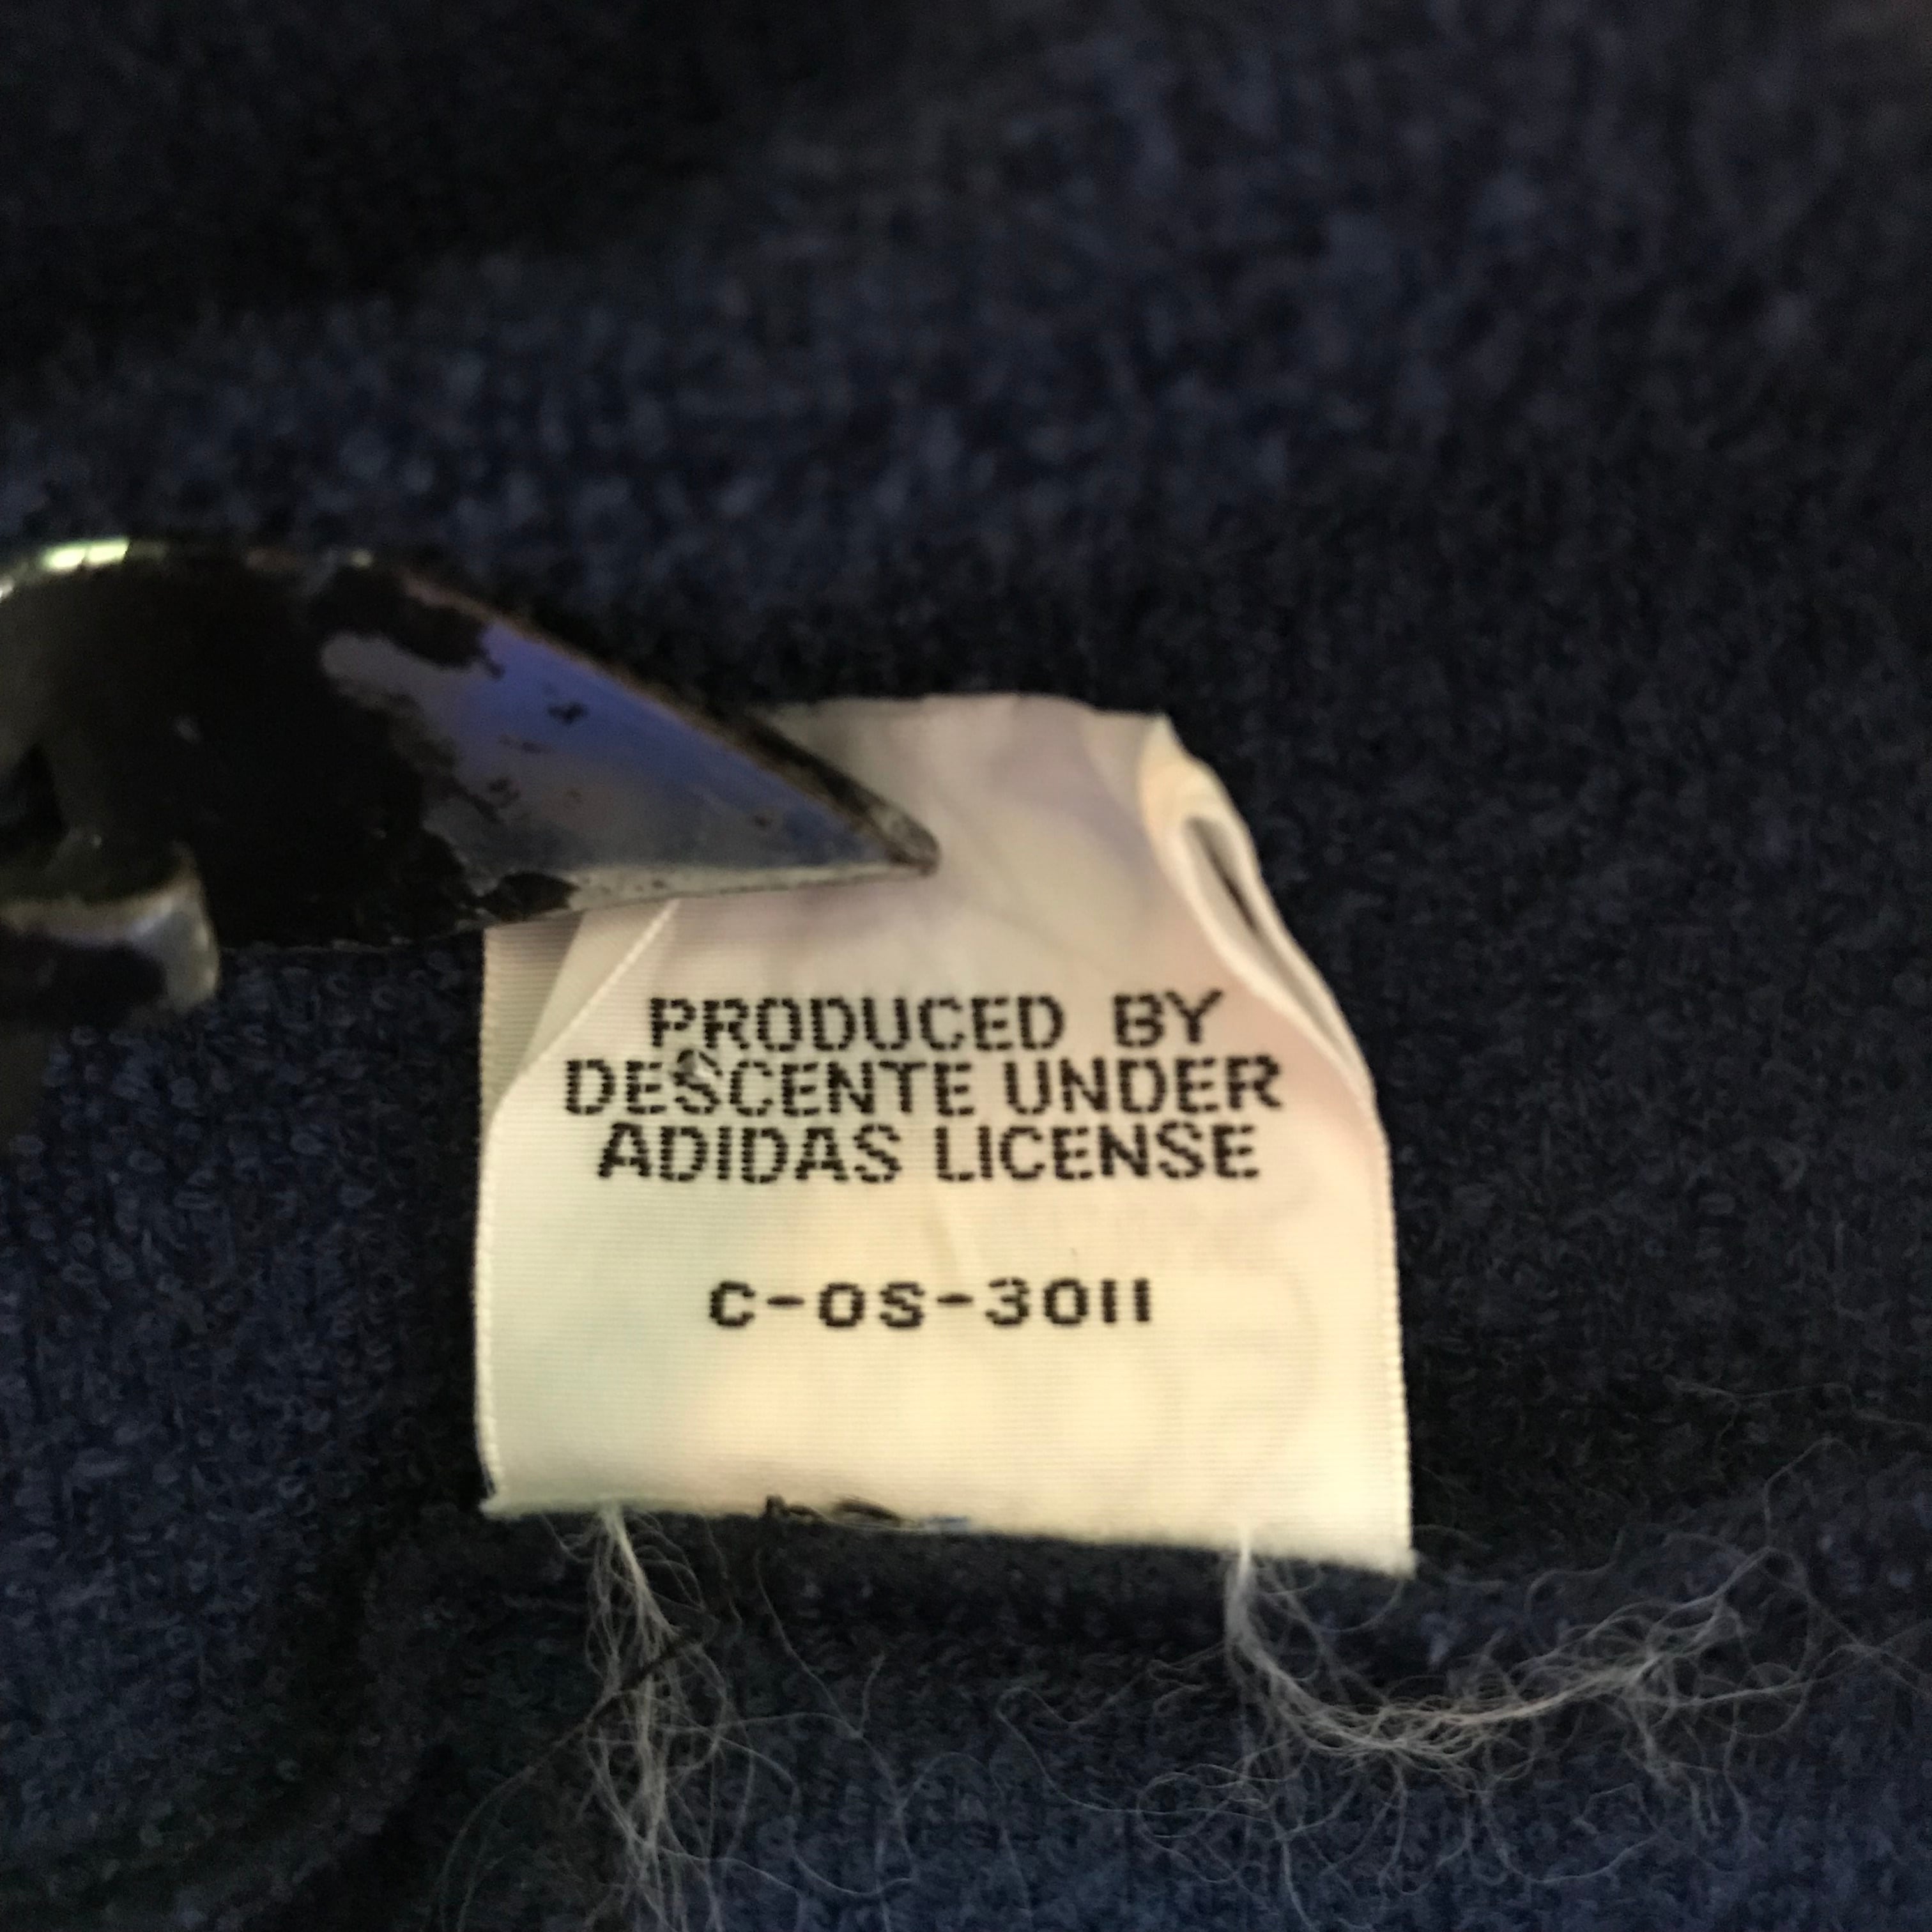 PRODUCED BY
DESCENTE UNDER
ADIDAS LICENSE
C-OS-3011